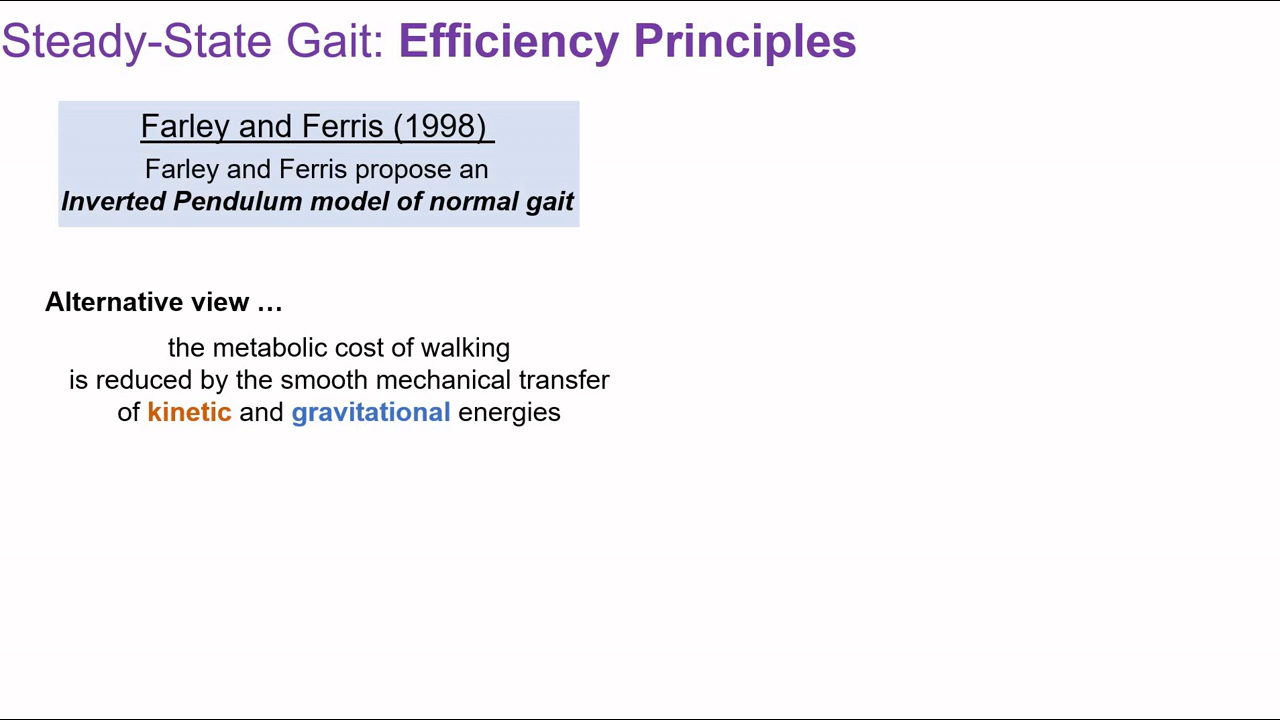 Steady-State Gait: Efficiency Principles
Farley and Ferris (1998)
Farley and Ferris propose an
Inverted Pendulum model of normal gait
Alternative view …
the metabolic cost of walking
is reduced by the smooth mechanical transfer
of kinetic and gravitational energies